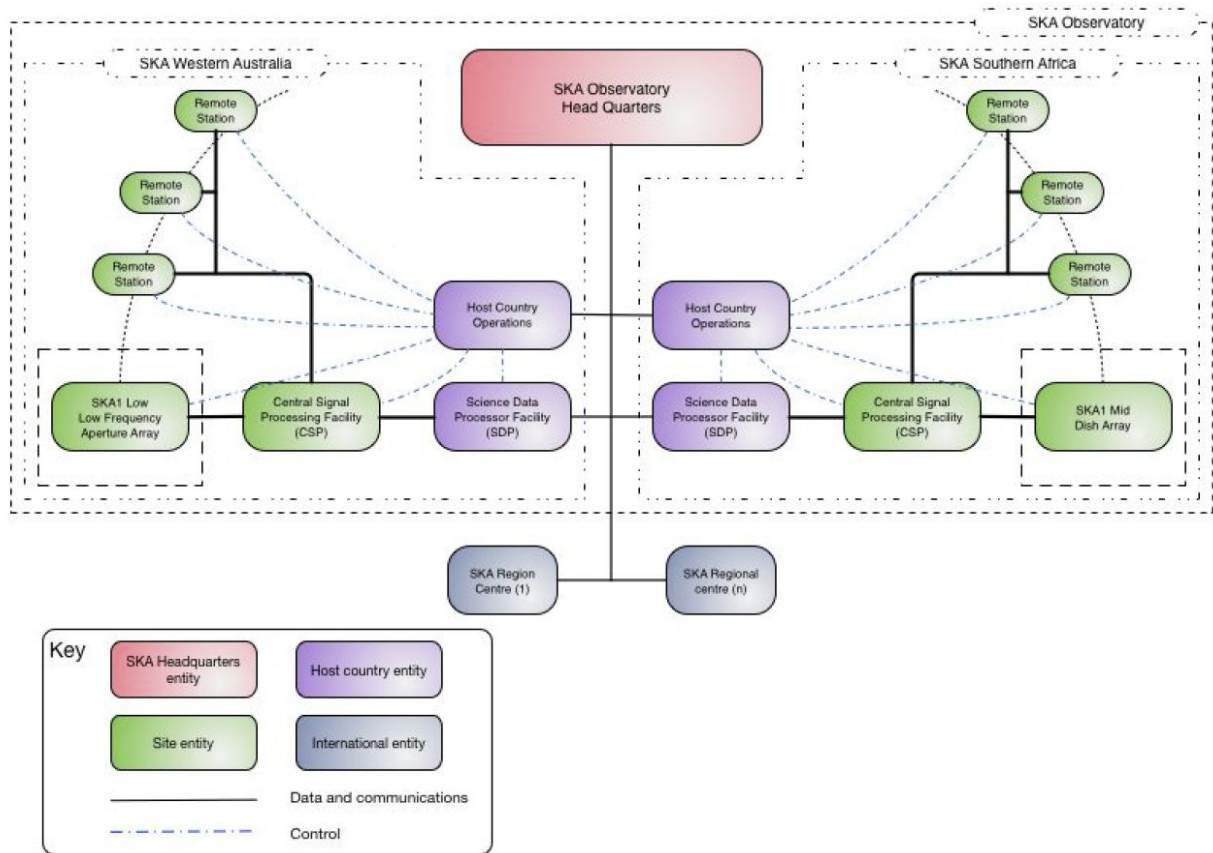 SKA Observatory
SKA Western Australia
SKA Southern Africa
SKA Observatory
Head Quarters
Remote
Station
Remote
Station
Remote
Station
Remote
Station
Remote
Station
Remote
Station
Host Country
Operations
Host Country
Operations
SKA1 Low
Low Frequency
Aperture Array
Central Signal
Processing Facility
(CSP)
Science Data
Processor Facility
(SDP)
Science Data
Processor Facility
(SDP)
Central Signal
Processing Facility
(CSP)
SKA1 Mid
Dish Array
SKA Region
Centre (1)
SKA Regional
centre (n)
Key
SKA Headquarters
entity
Host country entity
Site entity
International entity
Data and communications
Control